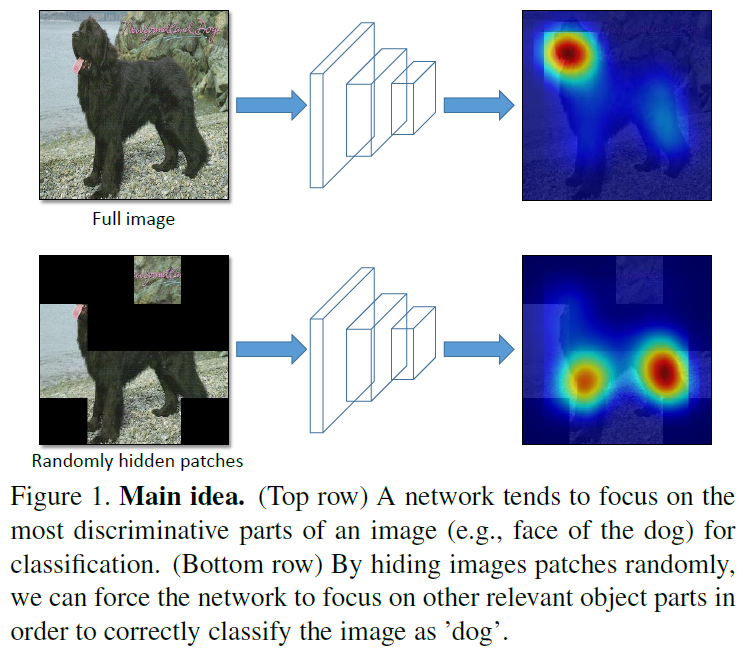 Newfoundland Dog
Full image
Randomly hidden patches
Figure 1. Main idea. (Top row) A network tends to focus on the
most discriminative parts of an image (e.g., face of the dog) for
classification. (Bottom row) By hiding images patches randomly,
we can force the network to focus on other relevant object parts in
order to correctly classify the image as ’dog’.